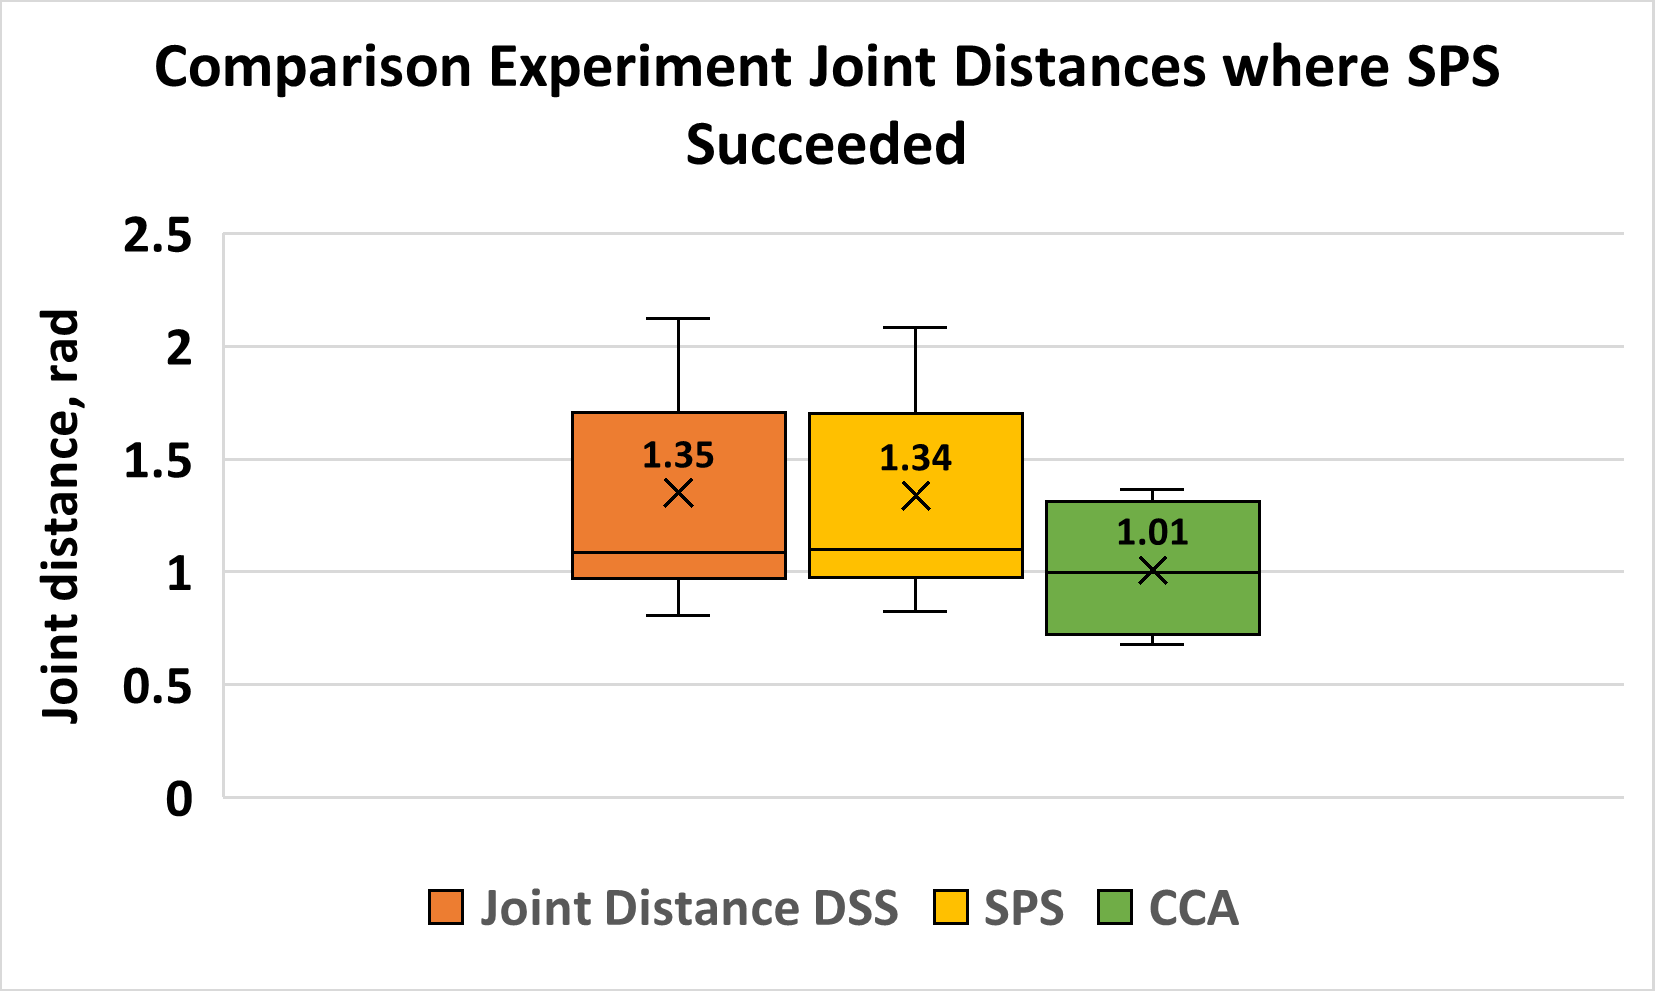 Comparison Experiment Joint Distances where SPS
Succeeded
Joint distance, rad
2.5
2
1.5
1
0.5
0
1.35
1.34
1.01
Joint Distance DSS
SPS
CCA